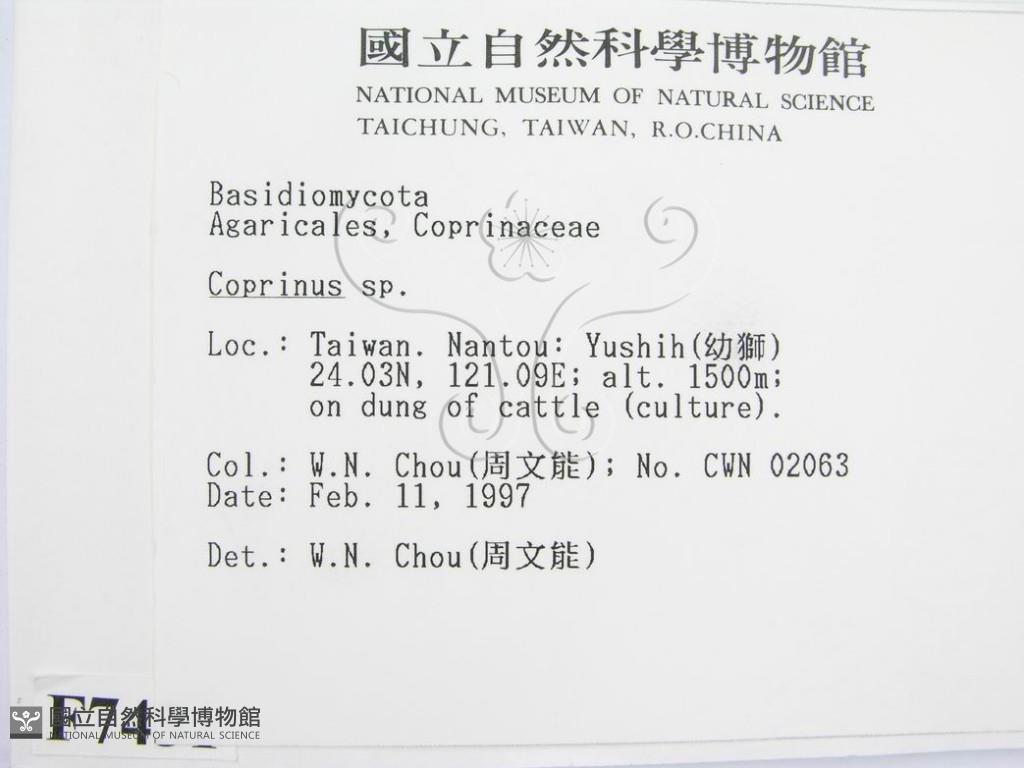 國立自然科學博物館
NATIONAL MUSEUM OF NATURAL SCIENCE
TAICHUNG, TAIWAN, R.O.CHINA
Basidiomycota
Agaricales, Coprinaceae
Coprinus sp.
Loc.: Taiwan. Nantou: Yushih(幼獅)
24.03N, 121.09E; alt. 1500m;
on dung of cattle (culture).
Col.: W.N. Chou(周文能); No. CWN 02063
Date: Feb. 11, 1997
Det.: W.N. Chou(周文能)
國立自然科學博物館
NATIONAL MUSEUM OF NATURAL SCIENCE